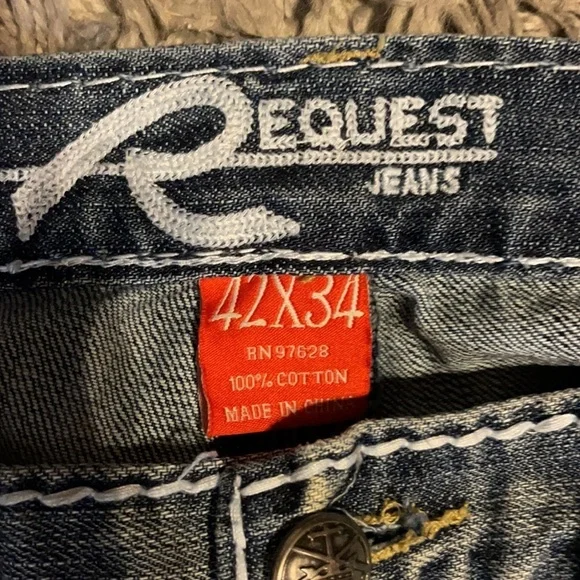 REQUEST
JEANS
42X34
RN 97628
100% COTTON
MADE IN CHINA